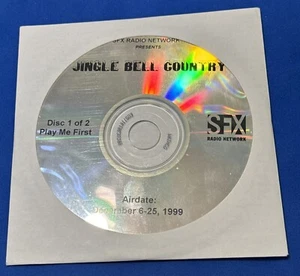 SFX RADIO NETWORK
PRESENTS
JINGLE BELL COUNTRY
Disc 1 of 2
Play Me First
SFX
RADIO NETWORK
Airdate:
December 6-25, 1999